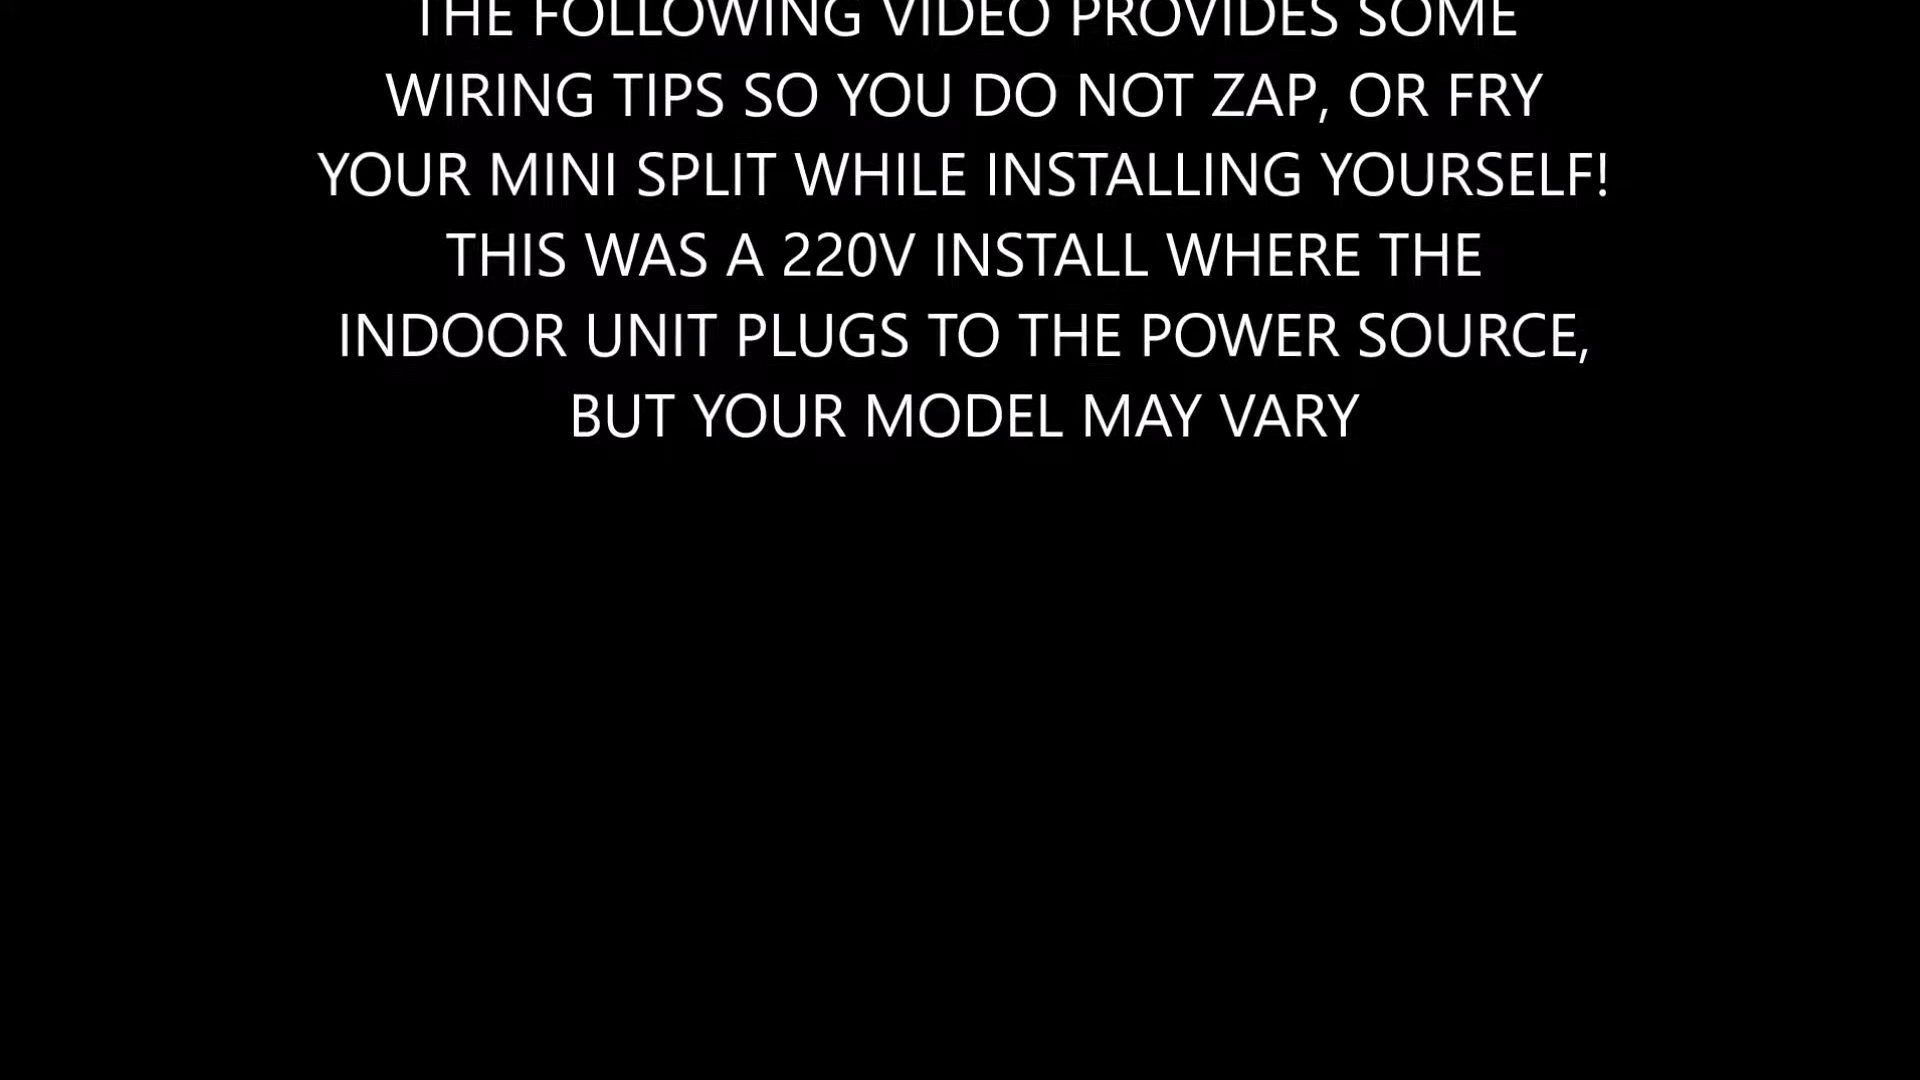 THE FOLLOWING VIDEO PROVIDES SOME
WIRING TIPS SO YOU DO NOT ZAP, OR FRY
YOUR MINI SPLIT WHILE INSTALLING YOURSELF!
THIS WAS A 220V INSTALL WHERE THE
INDOOR UNIT PLUGS TO THE POWER SOURCE,
BUT YOUR MODEL MAY VARY